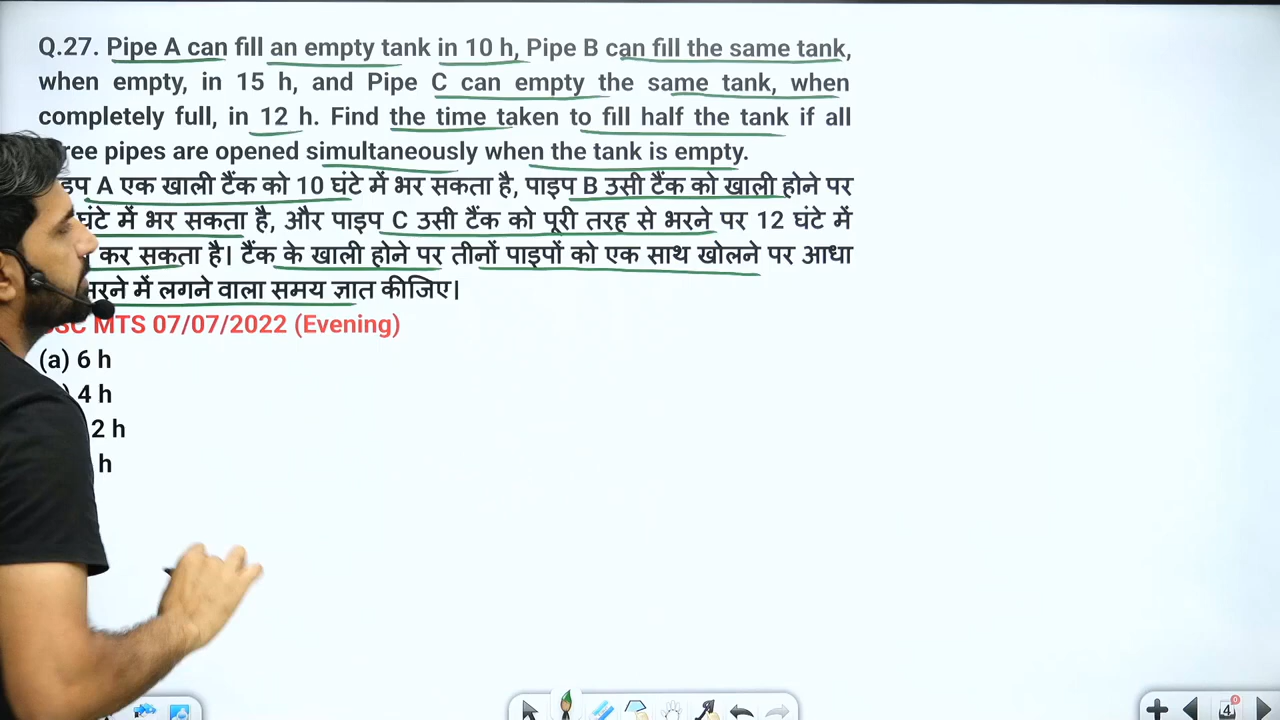 Q.27. Pipe A can fill an empty tank in 10 h, Pipe B can fill the same tank,
when empty, in 15 h, and Pipe C can empty the same tank, when
completely full, in 12 h. Find the time taken to fill half the tank if all
pipes are opened simultaneously when the tank is empty.
A एक खाली टैंक को 10 घंटे में भर सकता है, पाइप B उसी टैंक को खाली होने पर
घंटे में भर सकता है, और पाइप C उसी टैंक को पूरी तरह से भरने पर 12 घंटे में
कर सकता है। टैंक के खाली होने पर तीनों पाइपों को एक साथ खोलने पर आधा
में लगने वाला समय ज्ञात कीजिए।
MTS 07/07/2022 (Evening)
(a) 6 h
4 h
2 h
h
4